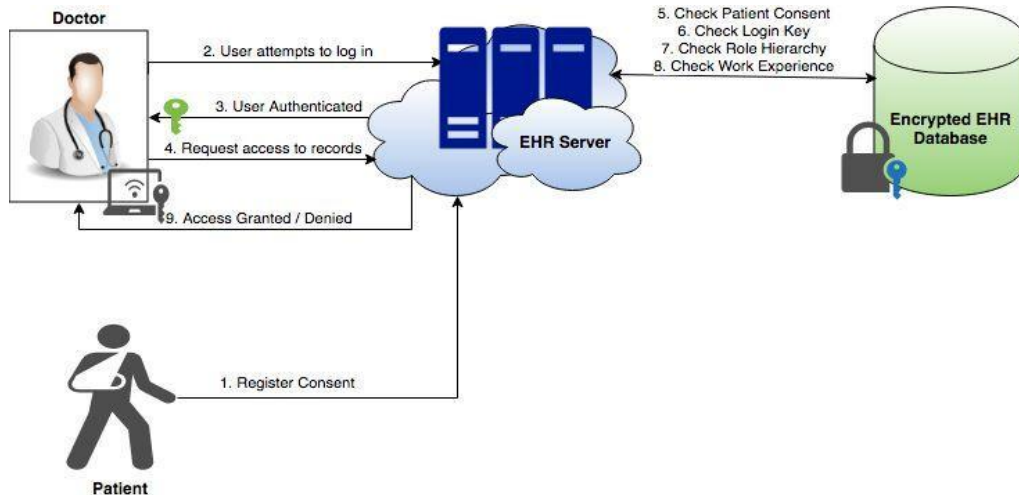 Doctor
2. User attempts to log in
3. User Authenticated
4. Request access to records
9. Access Granted / Denied
EHR Server
5. Check Patient Consent
6. Check Login Key
7. Check Role Hierarchy
8. Check Work Experience
Encrypted EHR
Database
1. Register Consent
Patient